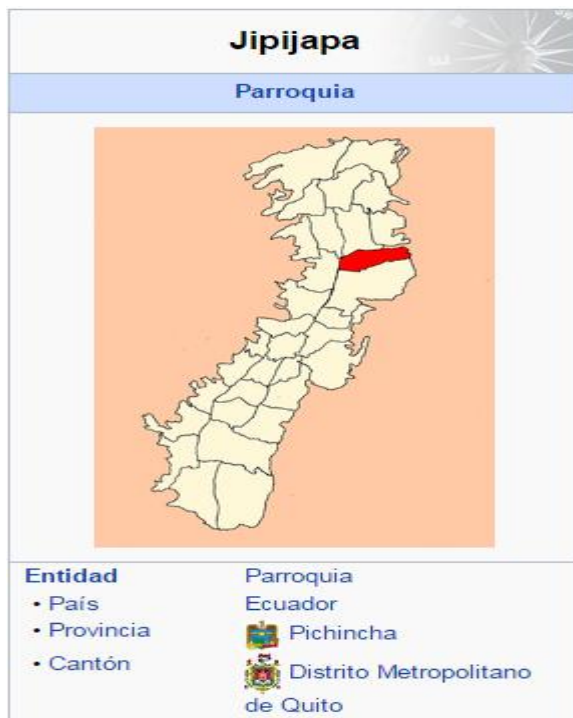 Jipijapa
Parroquia
Entidad Parroquia
• País Ecuador
• Provincia Pichincha
• Cantón Distrito Metropolitano
de Quito